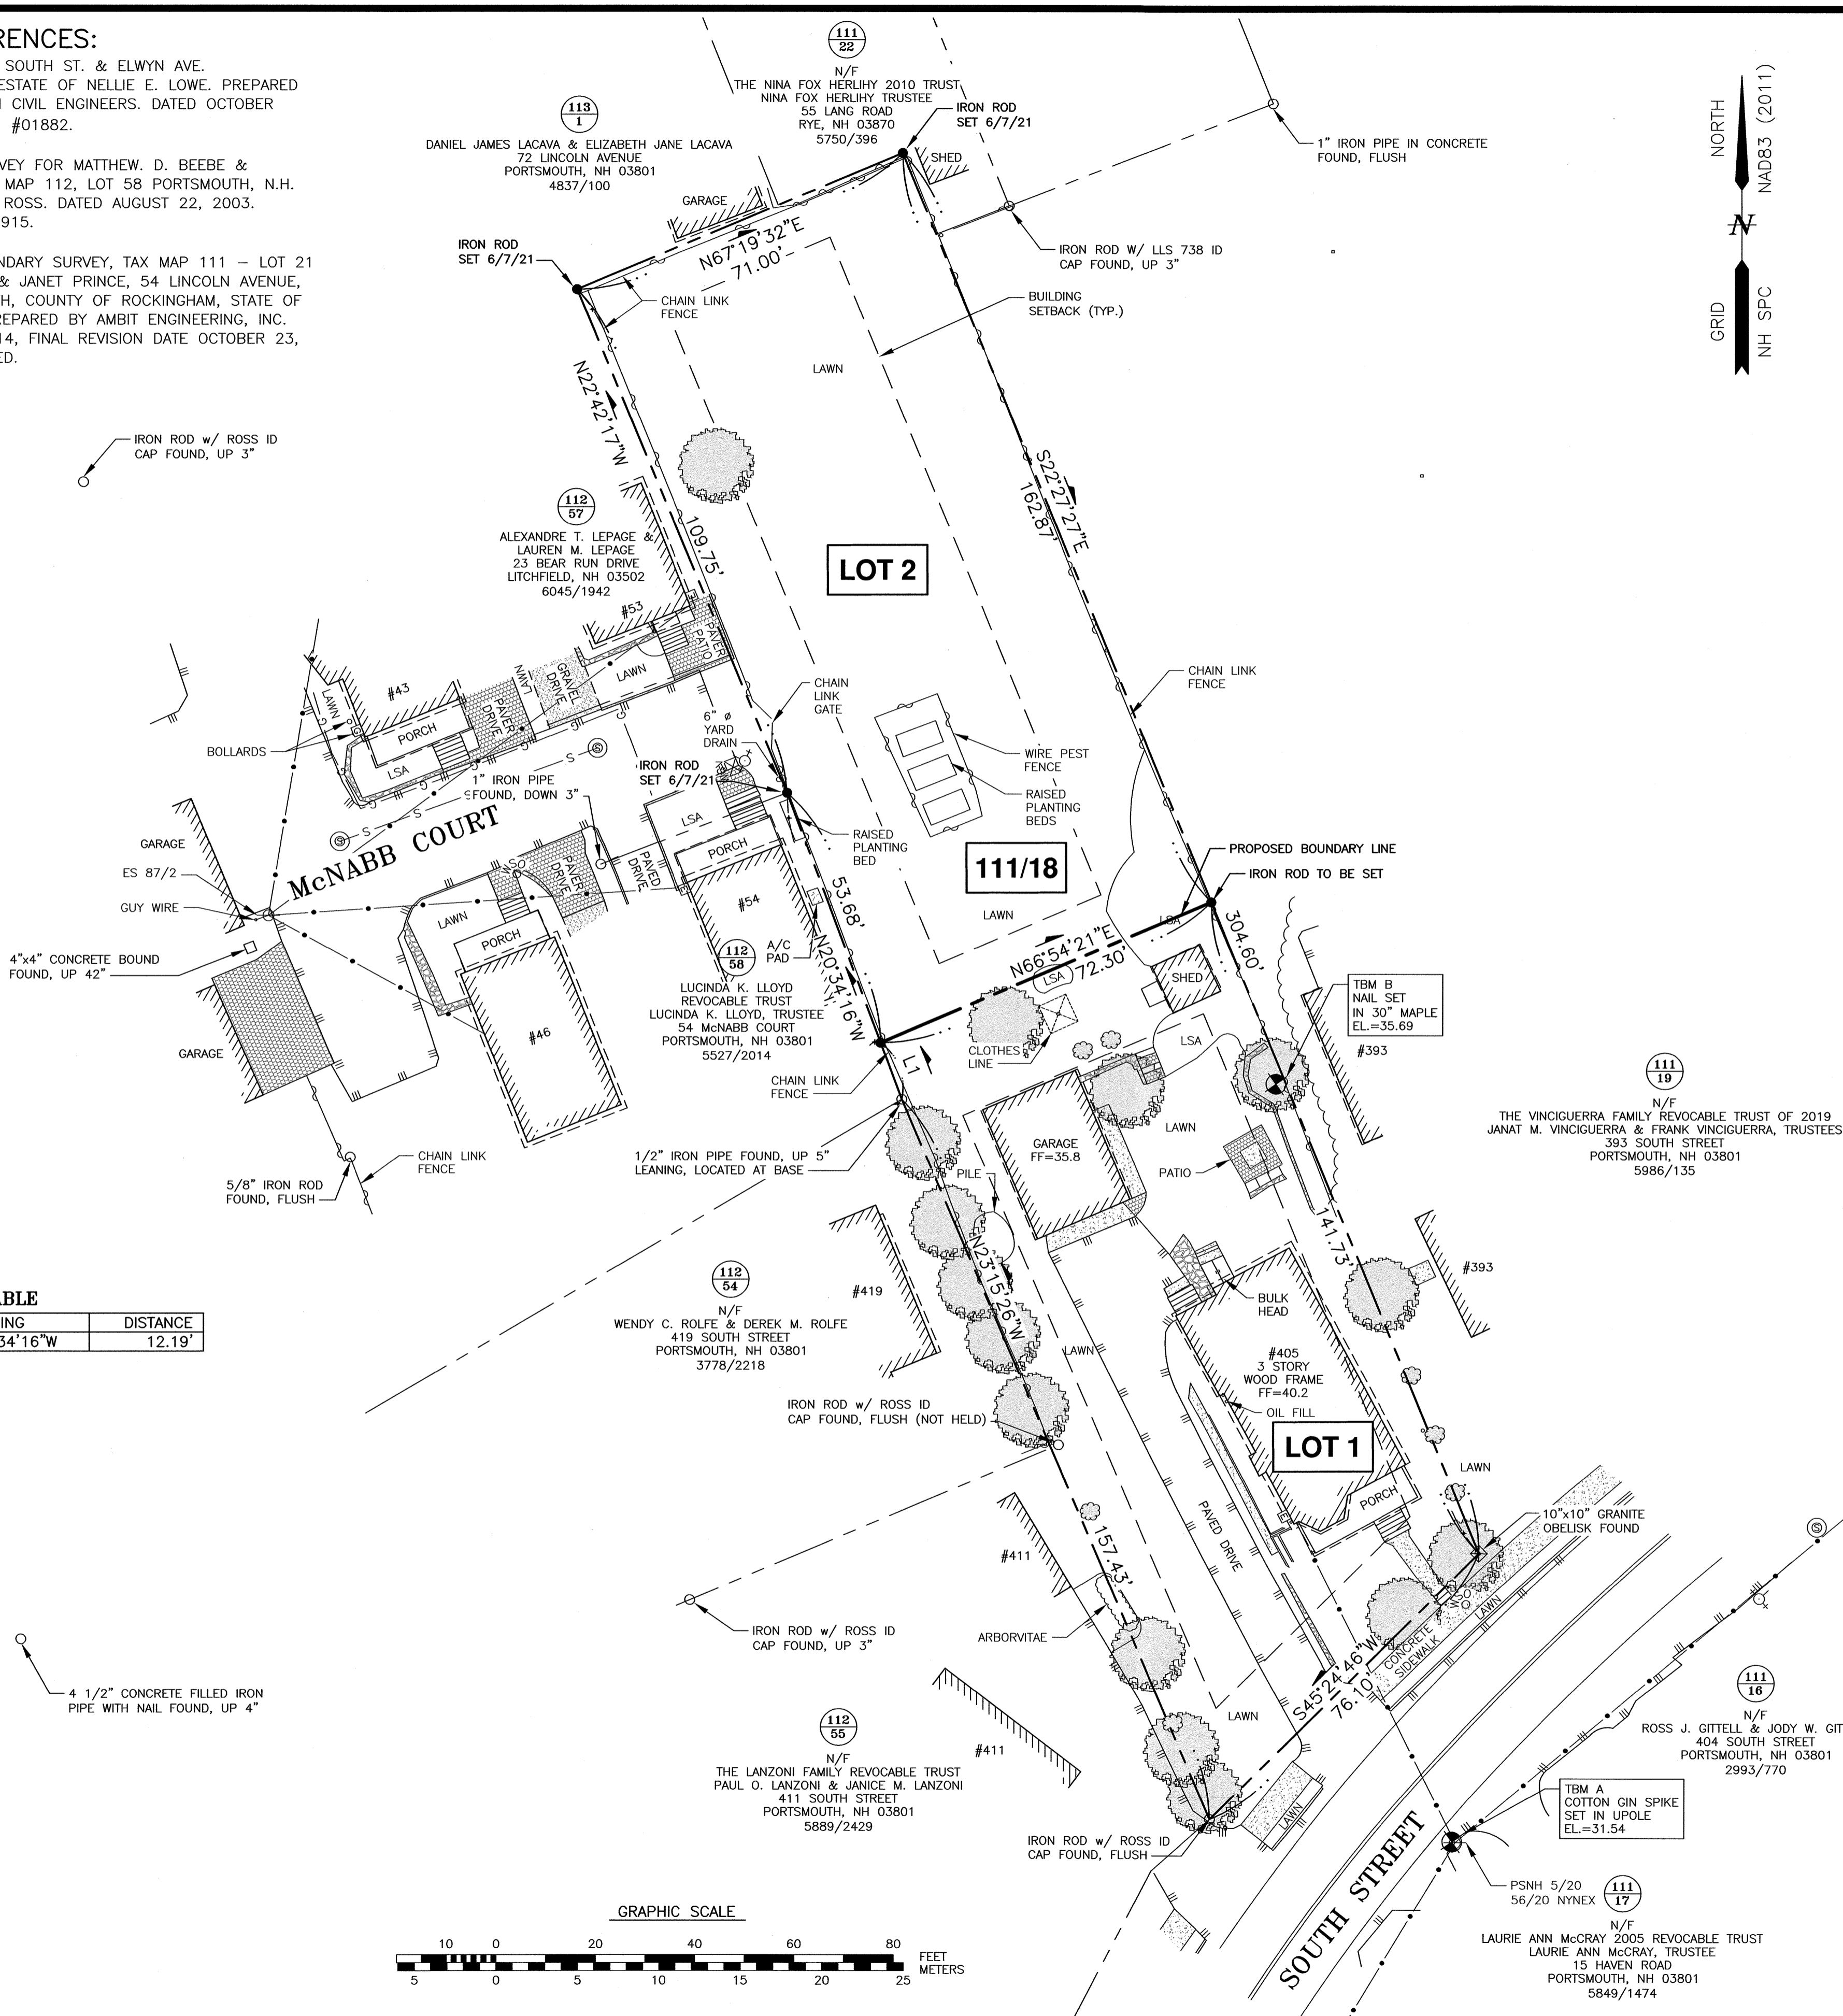 RENCES:
SOUTH ST. & ELWYN AVE.
ESTATE OF NELLIE E. LOWE. PREPARED
CIVIL ENGINEERS. DATED OCTOBER
#01882.
VEY FOR MATTHEW. D. BEEBE &
MAP 112, LOT 58 PORTSMOUTH, N.H.
ROSS. DATED AUGUST 22, 2003.
915.
NDARY SURVEY, TAX MAP 111 – LOT 21
& JANET PRINCE, 54 LINCOLN AVENUE,
H, COUNTY OF ROCKINGHAM, STATE OF
REPARED BY AMBIT ENGINEERING, INC.
14, FINAL REVISION DATE OCTOBER 23,
ED.
111
22
N/F
THE NINA FOX HERLIHY 2010 TRUST
NINA FOX HERLIHY TRUSTEE
55 LANG ROAD
RYE, NH 03870
5750/396
113
1
DANIEL JAMES LACAVA & ELIZABETH JANE LACAVA
72 LINCOLN AVENUE
PORTSMOUTH, NH 03801
4837/100
IRON ROD
SET 6/7/21
SHED
1" IRON PIPE IN CONCRETE
FOUND, FLUSH
GARAGE
IRON ROD
SET 6/7/21
N67°19'32"E
71.00'
IRON ROD W/ LLS 738 ID
CAP FOUND, UP 3"
CHAIN LINK
FENCE
BUILDING
SETBACK (TYP.)
LAWN
NORTH
NAD83 (2011)
N
GRID
NH SPC
N22°42'17"W
109.75'
S22°27'27"E
162.87'
IRON ROD w/ ROSS ID
CAP FOUND, UP 3"
112
57
ALEXANDRE T. LEPAGE &
LAUREN M. LEPAGE
23 BEAR RUN DRIVE
LITCHFIELD, NH 03502
6045/1942
LOT 2
#53
PAVER
PATIO
LAWN
GRAVEL
DRIVE
LAWN
PAVER
DRIVE
#43
LAWN
PORCH
LSA
BOLLARDS
G
G
G
G
G
G
G
G
G
S
S
S
S
S
S
CHAIN
LINK
GATE
6" ø
YARD
DRAIN
CHAIN LINK
FENCE
WIRE PEST
FENCE
RAISED
PLANTING
BEDS
1" IRON PIPE
FOUND, DOWN 3"
IRON ROD
SET 6/7/21
McNABB COURT
GARAGE
ES 87/2
GUY WIRE
4"x4" CONCRETE BOUND
FOUND, UP 42"
GARAGE
LSA
PORCH
PAVED
DRIVE
PAVER
DRIVE
WSO
LAWN
PORCH
#46
#54
RAISED
PLANTING
BED
111/18
LAWN
PROPOSED BOUNDARY LINE
IRON ROD TO BE SET
53.68'
N20°34'16"W
A/C
PAD
112
58
LUCINDA K. LLOYD
REVOCABLE TRUST
LUCINDA K. LLOYD, TRUSTEE
54 McNABB COURT
PORTSMOUTH, NH 03801
5527/2014
N66°54'21"E
72.30'
LSA
LSA
304.60'
SHED
TBM B
NAIL SET
IN 30" MAPLE
EL.=35.69
#393
CLOTHES
LINE
LSA
L1
CHAIN LINK
FENCE
1/2" IRON PIPE FOUND, UP 5"
LEANING, LOCATED AT BASE
CHAIN LINK
FENCE
5/8" IRON ROD
FOUND, FLUSH
GARAGE
FF=35.8
LAWN
PATIO
PILE
111
19
N/F
THE VINCIGUERRA FAMILY REVOCABLE TRUST OF 2019
JANAT M. VINCIGUERRA & FRANK VINCIGUERRA, TRUSTEES
393 SOUTH STREET
PORTSMOUTH, NH 03801
5986/135
141.73'
#393
112
54
N/F
WENDY C. ROLFE & DEREK M. ROLFE
419 SOUTH STREET
PORTSMOUTH, NH 03801
3778/2218
#419
N23°15'26"W
LAWN
BULK
HEAD
#405
3 STORY
WOOD FRAME
FF=40.2
OIL FILL
LOT 1
ABLE
ING DISTANCE
34'16"W 12.19'
IRON ROD w/ ROSS ID
CAP FOUND, FLUSH (NOT HELD)
LAWN
PORCH
E
10"x10" GRANITE
OBELISK FOUND
PAVED DRIVE
#411
157.43'
IRON ROD w/ ROSS ID
CAP FOUND, UP 3"
ARBORVITAE
WSO
LAWN
CONCRETE
SIDEWALK
S45°24'46"W
76.10'
4 1/2" CONCRETE FILLED IRON
PIPE WITH NAIL FOUND, UP 4"
LAWN
#411
S
111
16
N/F
ROSS J. GITTELL & JODY W. GIT
404 SOUTH STREET
PORTSMOUTH, NH 03801
2993/770
112
55
N/F
THE LANZONI FAMILY REVOCABLE TRUST
PAUL O. LANZONI & JANICE M. LANZONI
411 SOUTH STREET
PORTSMOUTH, NH 03801
5889/2429
LAWN
TBM A
COTTON GIN SPIKE
SET IN UPOLE
EL.=31.54
IRON ROD w/ ROSS ID
CAP FOUND, FLUSH
SOUTH STREET
PSNH 5/20
56/20 NYNEX
111
17
N/F
LAURIE ANN McCRAY 2005 REVOCABLE TRUST
LAURIE ANN McCRAY, TRUSTEE
15 HAVEN ROAD
PORTSMOUTH, NH 03801
5849/1474
GRAPHIC SCALE
10 0 20 40 60 80 FEET
5 0 5 10 15 20 25 METERS